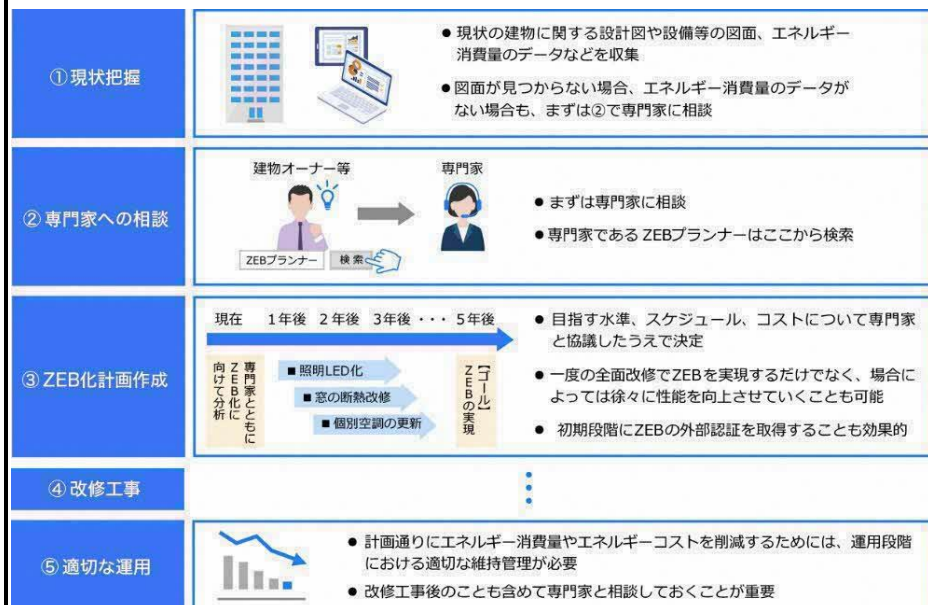 ①現状把握
● 現状の建物に関する設計図や設備等の図面、エネルギー
消費量のデータなどを収集
● 図面が見つからない場合、エネルギー消費量のデータが
ない場合も、まずは②で専門家に相談
②専門家への相談
建物オーナー等
専門家
ZEBプランナー
検索
● まずは専門家に相談
● 専門家である ZEBプランナーはここから検索
③ZEB化計画作成
現在 1年後 2年後 3年後 ・・・ 5年後
専門家とともに
ZEB化に
向けて分析
■ 照明LED化
■ 窓の断熱改修
■ 個別空調の更新
【ゴール】
ZEBの実現
● 目指す水準、スケジュール、コストについて専門家
と協議したうえで決定
● 一度の全面改修でZEBを実現するだけでなく、場合に
よっては徐々に性能を向上させていくことも可能
● 初期段階にZEBの外部認証を取得することも効果的
④改修工事
⑤適切な運用
● 計画通りにエネルギー消費量やエネルギーコストを削減するためには、運用段階
における適切な維持管理が必要
● 改修工事後のことも含めて専門家と相談しておくことが重要